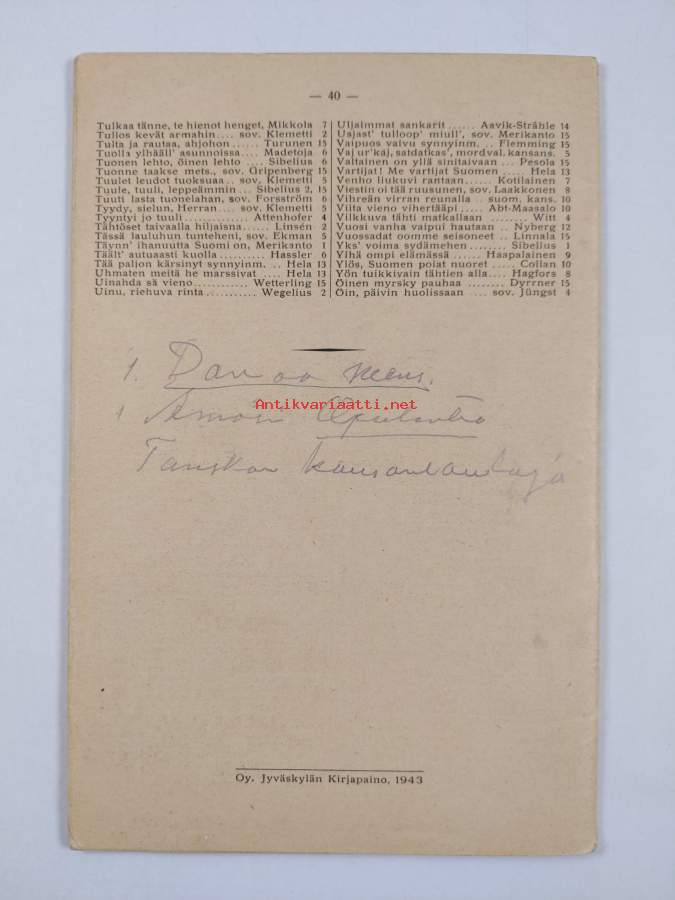 — 40 —
Tulkaa tänne, te hienot henget, Mikkola 7
Tullos kevät armahin.... sov. Klemetti 2
Tulta ja rautaa, ahjohon..... Turunen 15
Tuolla ylhääll' asunnoissa.... Madetoja 6
Tuonen lehto, öinen lehto ... Sibelius 6
Tuonne taakse mets., sov. Gripenberg 15
Tuulet leudot tuoksuaa.. sov. Klemetti 5
Tuule, tuuli, leppeämmin... Sibelius 2, 15
Tuuti lasta tuonelahan, sov. Forsström 6
Tyydy, sielun, Herran.... sov. Klemetti 5
Tyyntyi jo tuuli........... Attenhofer 4
Tähtöset taivaalla hiljaisna...... Linsén 2
Tässä lauluhun tunteheni, sov. Ekman 5
Täynn' ihanuutta Suomi on, Merikanto 2
Täält' autuaasti kuolla.......... Hassler 6
Tää paljon kärsinyt synnyinm. .. Hela 13
Uhmaten meitä he marssivat .... Hela 13
Uinahda sä vieno............ Wetterling 15
Uinu, riehuva rinta........... Wegelius 2
Uljaimmat sankarit ...... Aavik-Strähle 14
Usjast' tulloop' miull', sov. Merikanto 15
Vaipuos vaivu synnyinm. .. Flemming 15
Vaj ur'kaj, satdatkas', mordval. kansans. 5
Valtainen on yllä sinitaivaan ... Pesola 15
Vartijat! Me vartijat Suomen .... Hela 13
Venho liukuvi rantaan...... Kotilainen 7
Viestin oi tää ruusunen, sov. Laakkonen 8
Vihreän virran reunalla .. suom. kans. 10
Viita vieno vihertääpi .... Abt-Maasalo 10
Vilkkuva tähti matkallaan ....... Witt 4
Vuosi vanha vaipui hautaan .. Nyberg 12
Vuossadat oomme seisoneet .. Linnala 15
Yks' voima sydämehen ...... Sibelius 1
Ylhä ompi elämässä ...... Haapalainen 9
Ylös, Suomen pojat nuoret ..... Collan 10
Yön tuikkivain tähtien alla.... Hagfors 8
Öinen myrsky pauhaa ........ Dyrrner 15
Öin, päivin huolissaan .... sov. Jüngst 4
1.
Antikvariaatti.net
1
Tanskan kansanlauluja
Oy. Jyväskylän Kirjapaino, 1943